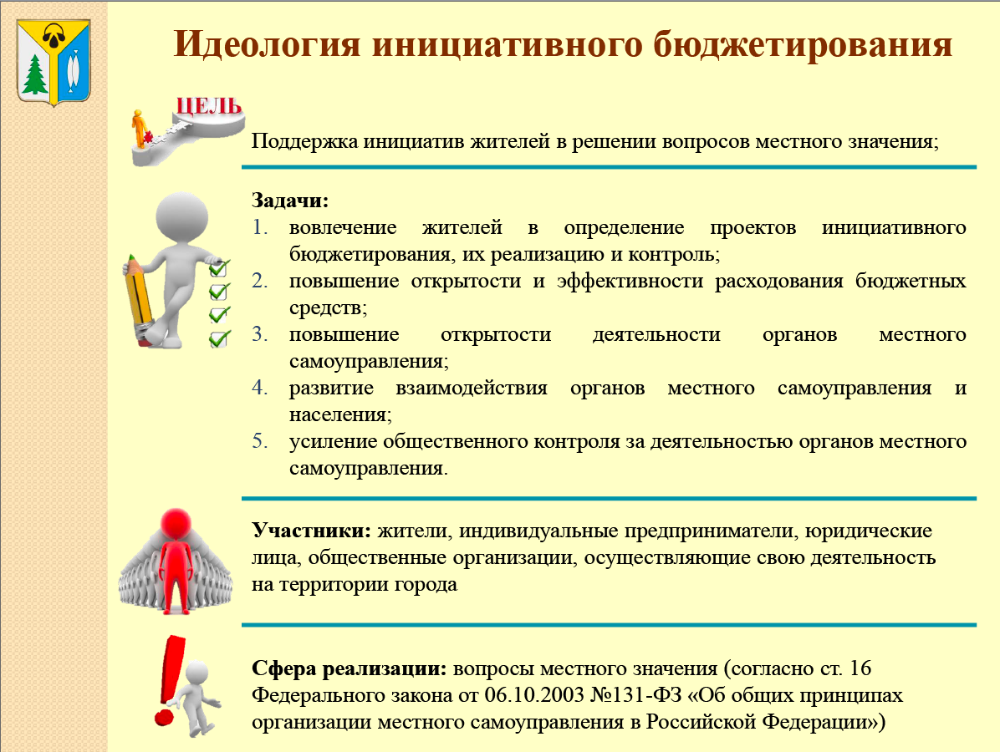 Идеология инициативного бюджетирования
ЦЕЛЬ
Поддержка инициатив жителей в решении вопросов местного значения;
Задачи:
1. вовлечение жителей в определение проектов инициативного
бюджетирования, их реализацию и контроль;
2. повышение открытости и эффективности расходования бюджетных
средств;
3. повышение открытости деятельности органов местного
самоуправления;
4. развитие взаимодействия органов местного самоуправления и
населения;
5. усиление общественного контроля за деятельностью органов местного
самоуправления.
Участники: жители, индивидуальные предприниматели, юридические
лица, общественные организации, осуществляющие свою деятельность
на территории города
Сфера реализации: вопросы местного значения (согласно ст. 16
Федерального закона от 06.10.2003 №131-ФЗ «Об общих принципах
организации местного самоуправления в Российской Федерации»)